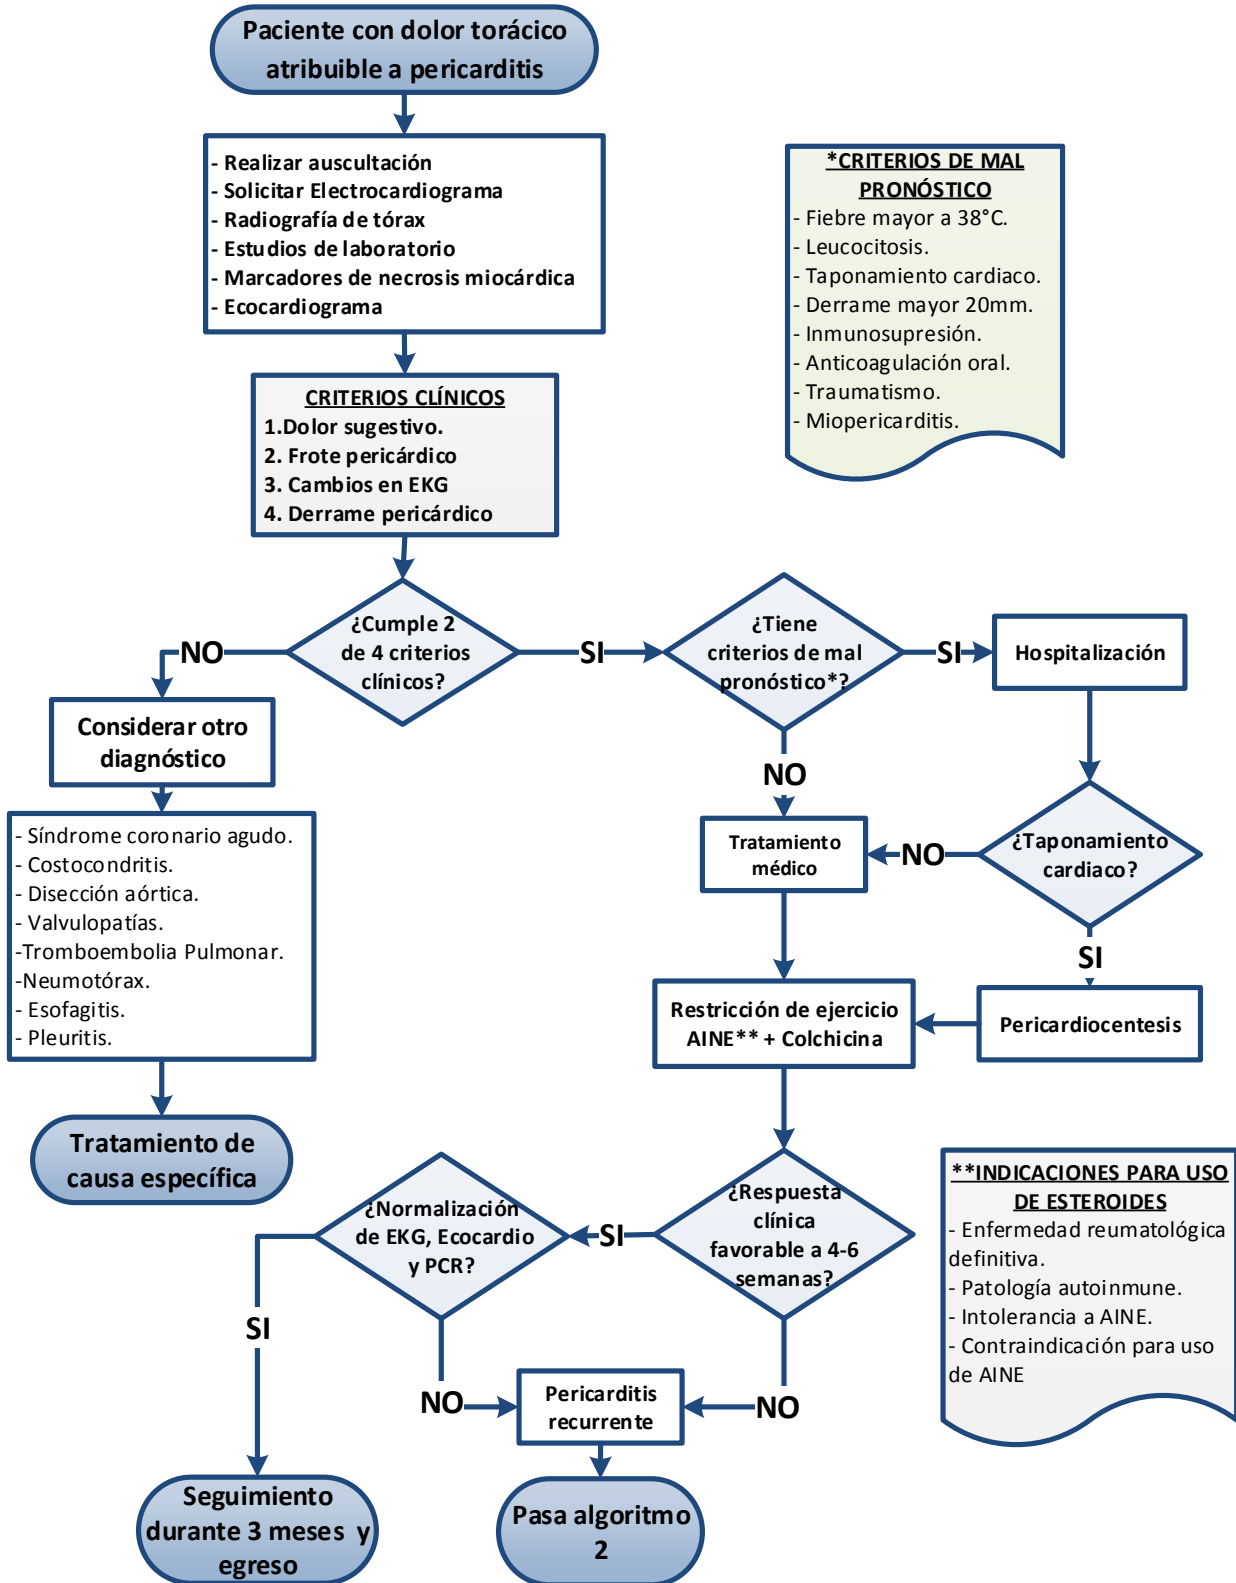 Paciente con dolor torácico
atribuible a pericarditis
- Realizar auscultación
- Solicitar Electrocardiograma
- Radiografía de tórax
- Estudios de laboratorio
- Marcadores de necrosis miocárdica
- Ecocardiograma
*CRITERIOS DE MAL
PRONÓSTICO
- Fiebre mayor a 38°C.
- Leucocitosis.
- Taponamiento cardiaco.
- Derrame mayor 20mm.
- Inmunosupresión.
- Anticoagulación oral.
- Traumatismo.
- Miopericarditis.
CRITERIOS CLÍNICOS
1.Dolor sugestivo.
2. Frote pericárdico
3. Cambios en EKG
4. Derrame pericárdico
¿Cumple 2
de 4 criterios
clínicos?
NO
SI
¿Tiene
criterios de mal
pronóstico*?
SI
Hospitalización
NO
Considerar otro
diagnóstico
- Síndrome coronario agudo.
- Costocondritis.
- Disección aórtica.
- Valvulopatías.
-Tromboembolia Pulmonar.
-Neumotórax.
- Esofagitis.
- Pleuritis.
Tratamiento de
causa específica
Tratamiento
médico
NO
¿Taponamiento
cardiaco?
SI
Pericardiocentesis
Restricción de ejercicio
AINE** + Colchicina
¿Respuesta
clínica
favorable a 4-6
semanas?
SI
¿Normalización
de EKG, Ecocardio
y PCR?
SI
NO
NO
Pericarditis
recurrente
**INDICACIONES PARA USO
DE ESTEROIDES
- Enfermedad reumatológica
definitiva.
- Patología autoinmune.
- Intolerancia a AINE.
- Contraindicación para uso
de AINE
Seguimiento
durante 3 meses y
egreso
Pasa algoritmo
2